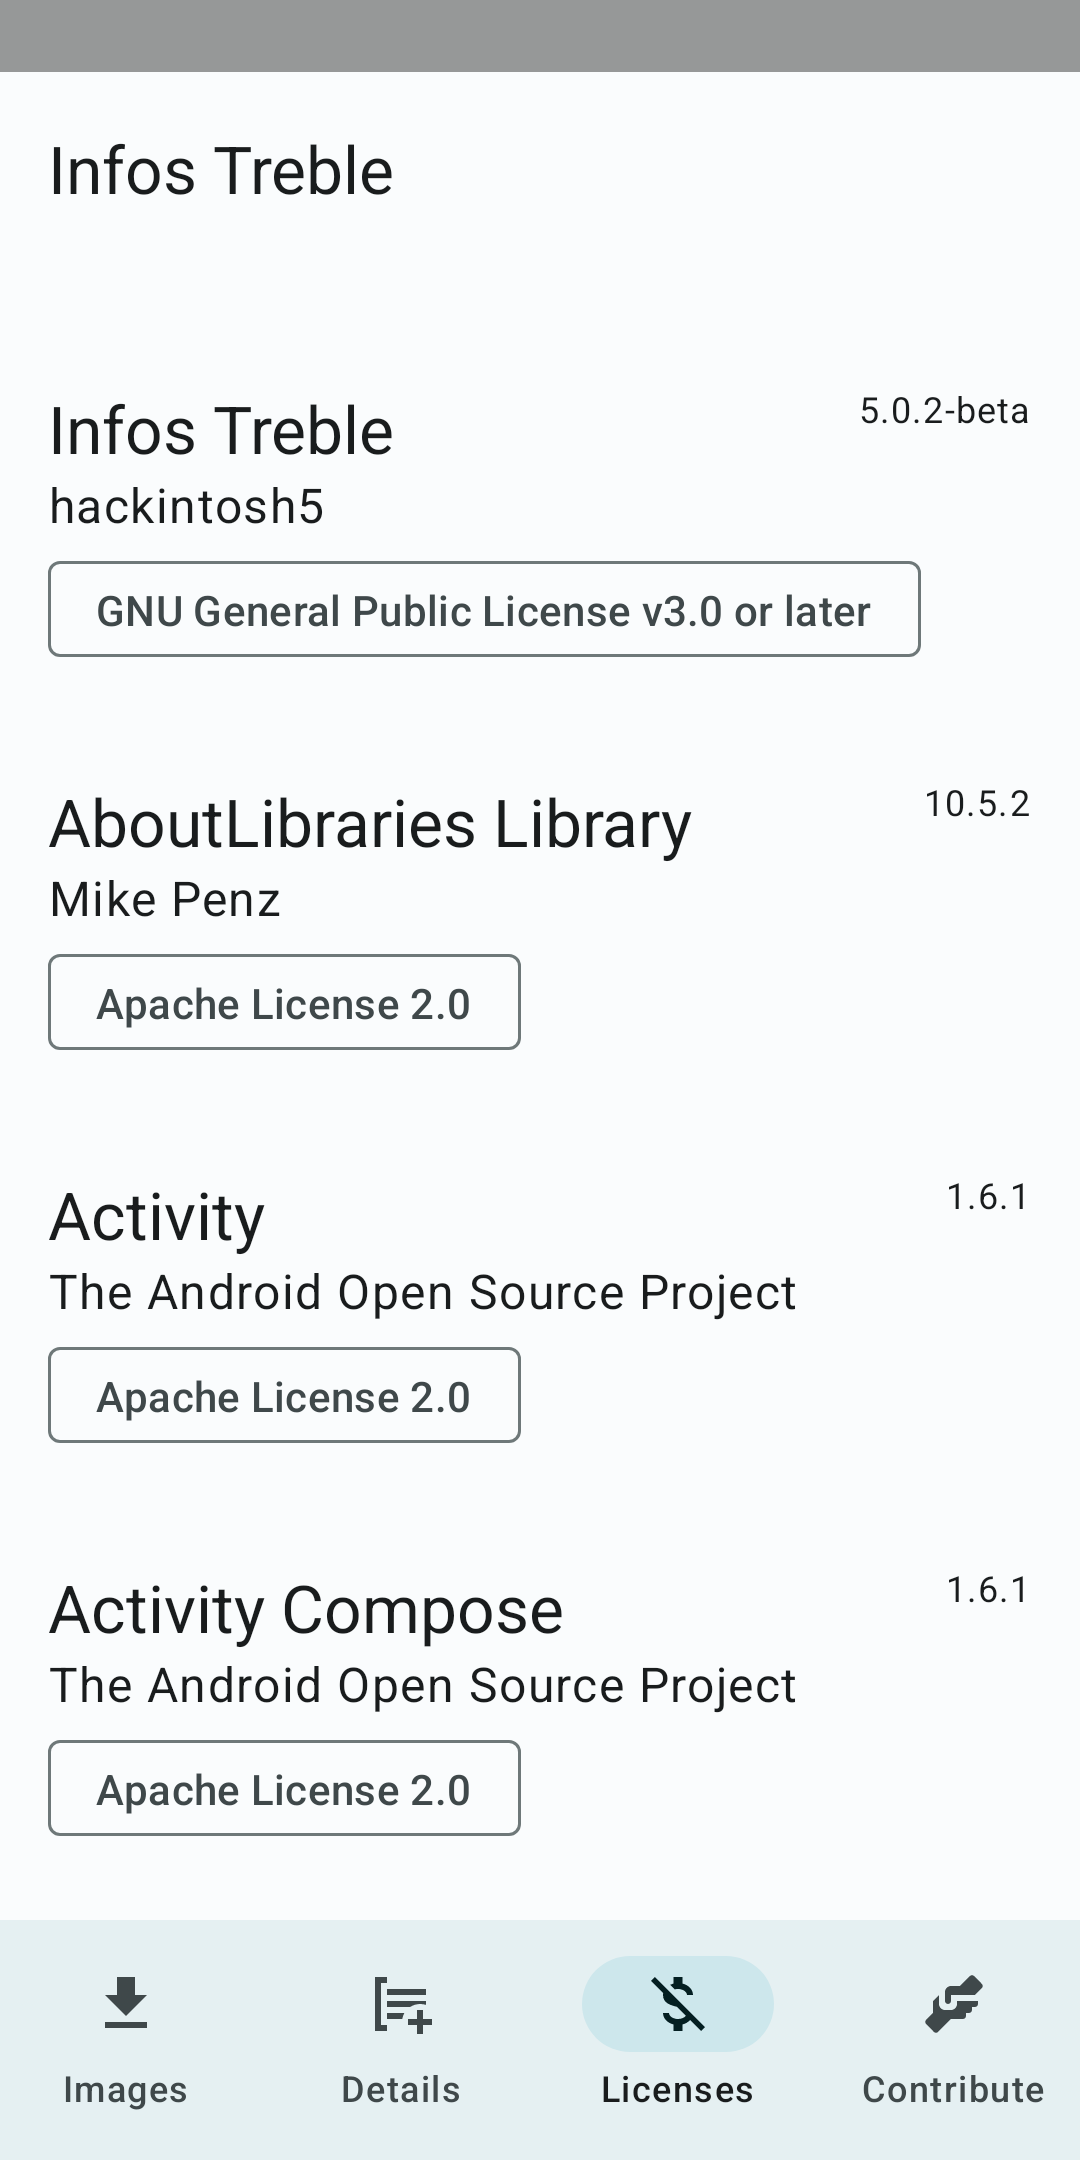 Infos Treble
Infos Treble
5.0.2-beta
hackintosh5
GNU General Public License v3.0 or later
AboutLibraries Library
10.5.2
Mike Penz
Apache License 2.0
Activity
1.6.1
The Android Open Source Project
Apache License 2.0
Activity Compose
1.6.1
The Android Open Source Project
Apache License 2.0
Images
Details
Licenses
Contribute